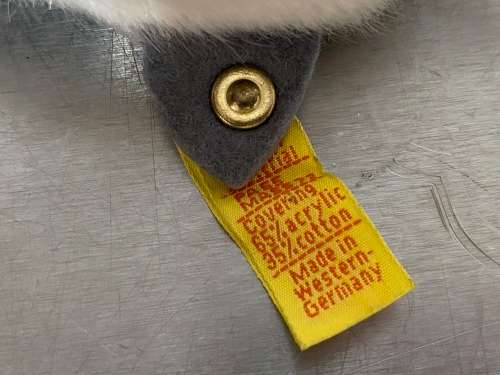 Covering
65% acrylic
35% cotton
Made in
western-
Germany